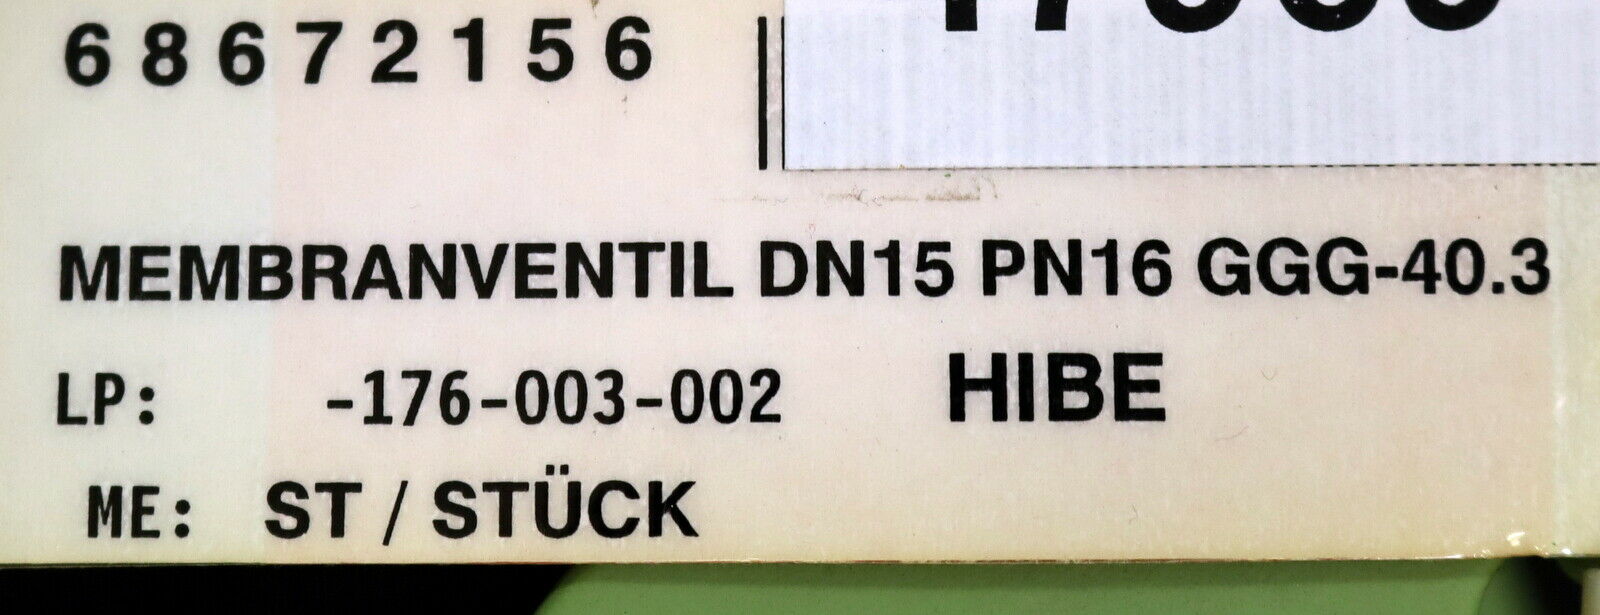 68672156
MEMBRANVENTIL DN15 PN16 GGG-40.3
LP: -176-003-002 HIBE
ME: ST / STÜCK